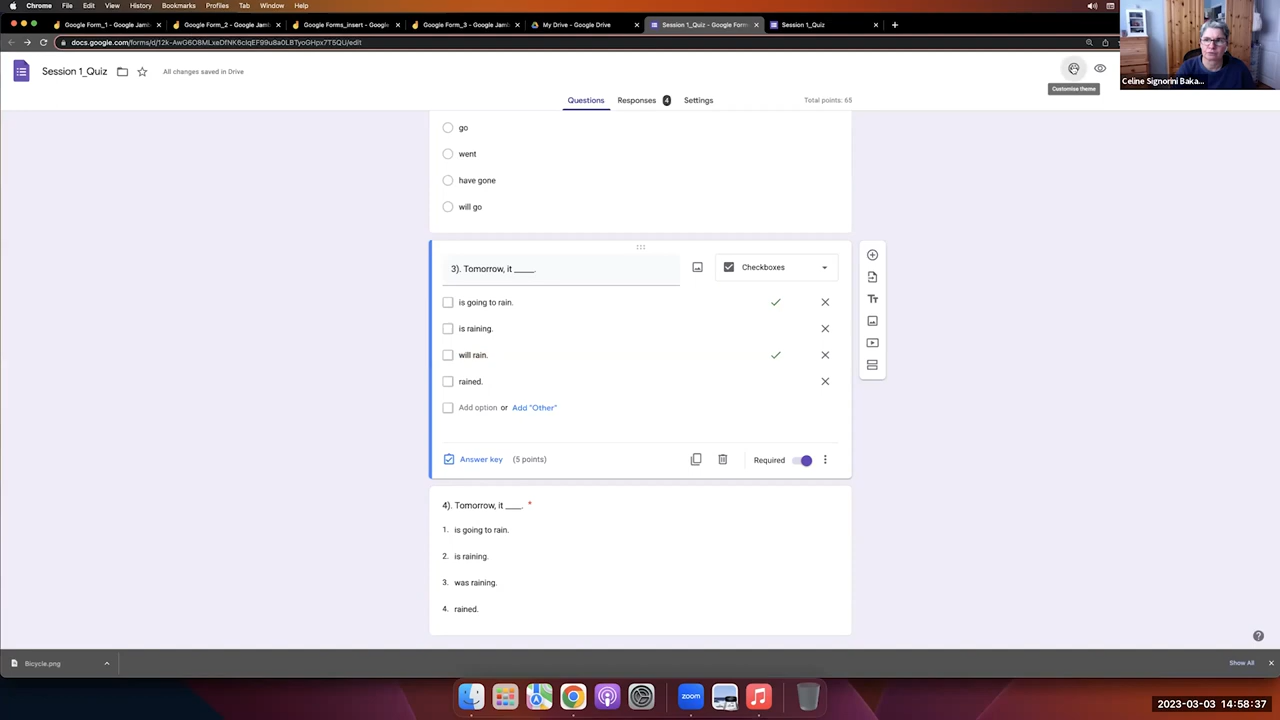 Chrome File Edit View History Bookmarks Profiles Tab Window Help
Google Form_1 - Google Jamb
Google Form_2 - Google Jamb
Google Forms_insert - Google
Google Form_3 - Google Jamb
My Drive - Google Drive
Session 1_Quiz - Google Form
Session 1_Quiz
Session 1_Quiz
All changes saved in Drive
Celine Signorini Baka...
Customise theme
Questions Responses 4 Settings
Total points: 65
go
went
have gone
will go
3). Tomorrow, it _____.
Checkboxes
is going to rain.
is raining.
will rain.
rained.
Add option or Add "Other"
Answer key (5 points)
Required
4). Tomorrow, it ____. *
1. is going to rain.
2. is raining.
3. was raining.
4. rained.
Bicycle.png
Show All
zoom
2023-03-03 14:58:37